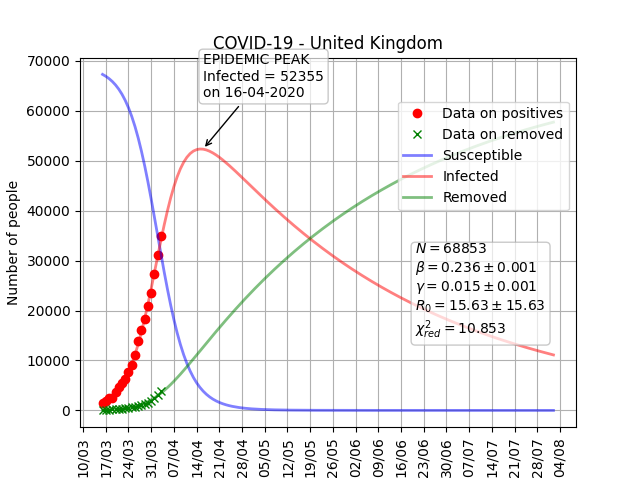 COVID-19 - United Kingdom
EPIDEMIC PEAK
Infected = 52355
on 16-04-2020
Number of people
70000
60000
50000
40000
30000
20000
10000
0
Data on positives
Data on removed
Susceptible
Infected
Removed
N = 68853
β = 0.236 ± 0.001
γ = 0.015 ± 0.001
R₀ = 15.63 ± 15.63
χ²red = 10.853
10/03
17/03
24/03
31/03
07/04
14/04
21/04
28/04
05/05
12/05
19/05
26/05
02/06
09/06
16/06
23/06
30/06
07/07
14/07
21/07
28/07
04/08